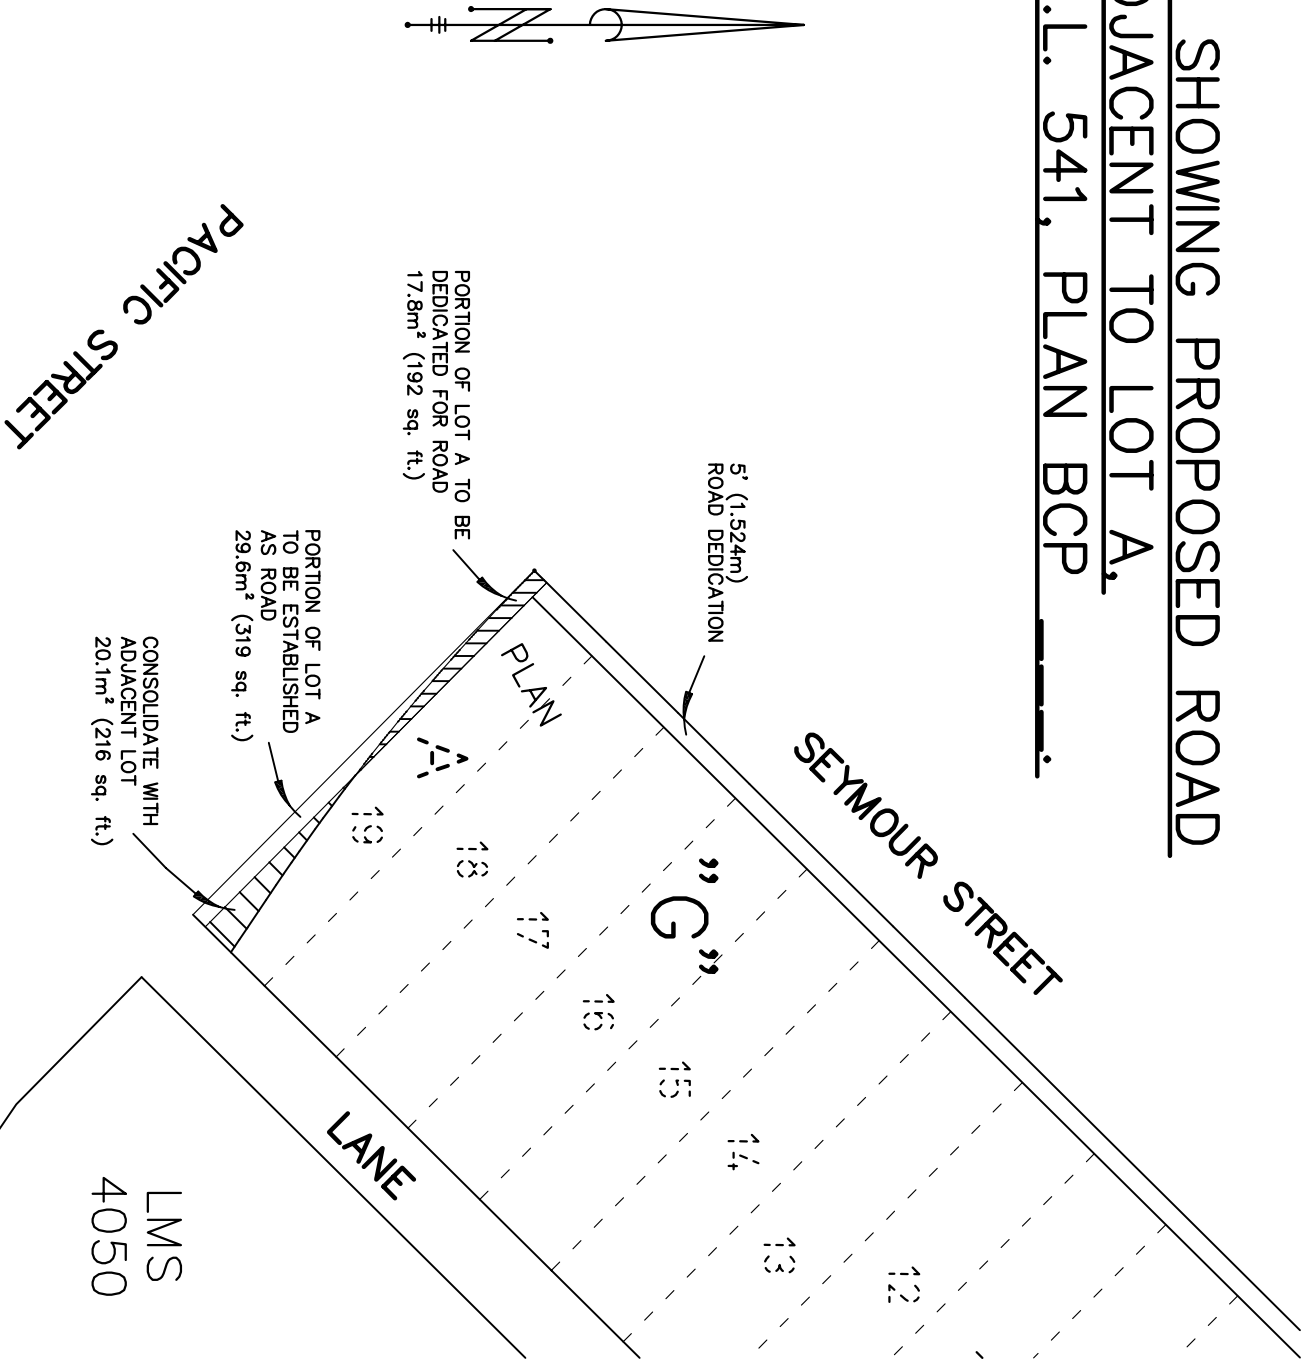 SHOWING PROPOSED ROAD
DJACENT TO LOT A,
.L. 541, PLAN BCP ____.
N
5' (1.524m)
ROAD DEDICATION
SEYMOUR STREET
PORTION OF LOT A TO BE
DEDICATED FOR ROAD
17.8m² (192 sq. ft.)
PLAN
"G"
A
19
18
17
16
15
14
13
12
PORTION OF LOT A
TO BE ESTABLISHED
AS ROAD
29.6m² (319 sq. ft.)
PACIFIC STREET
CONSOLIDATE WITH
ADJACENT LOT
20.1m² (216 sq. ft.)
LANE
LMS
4050